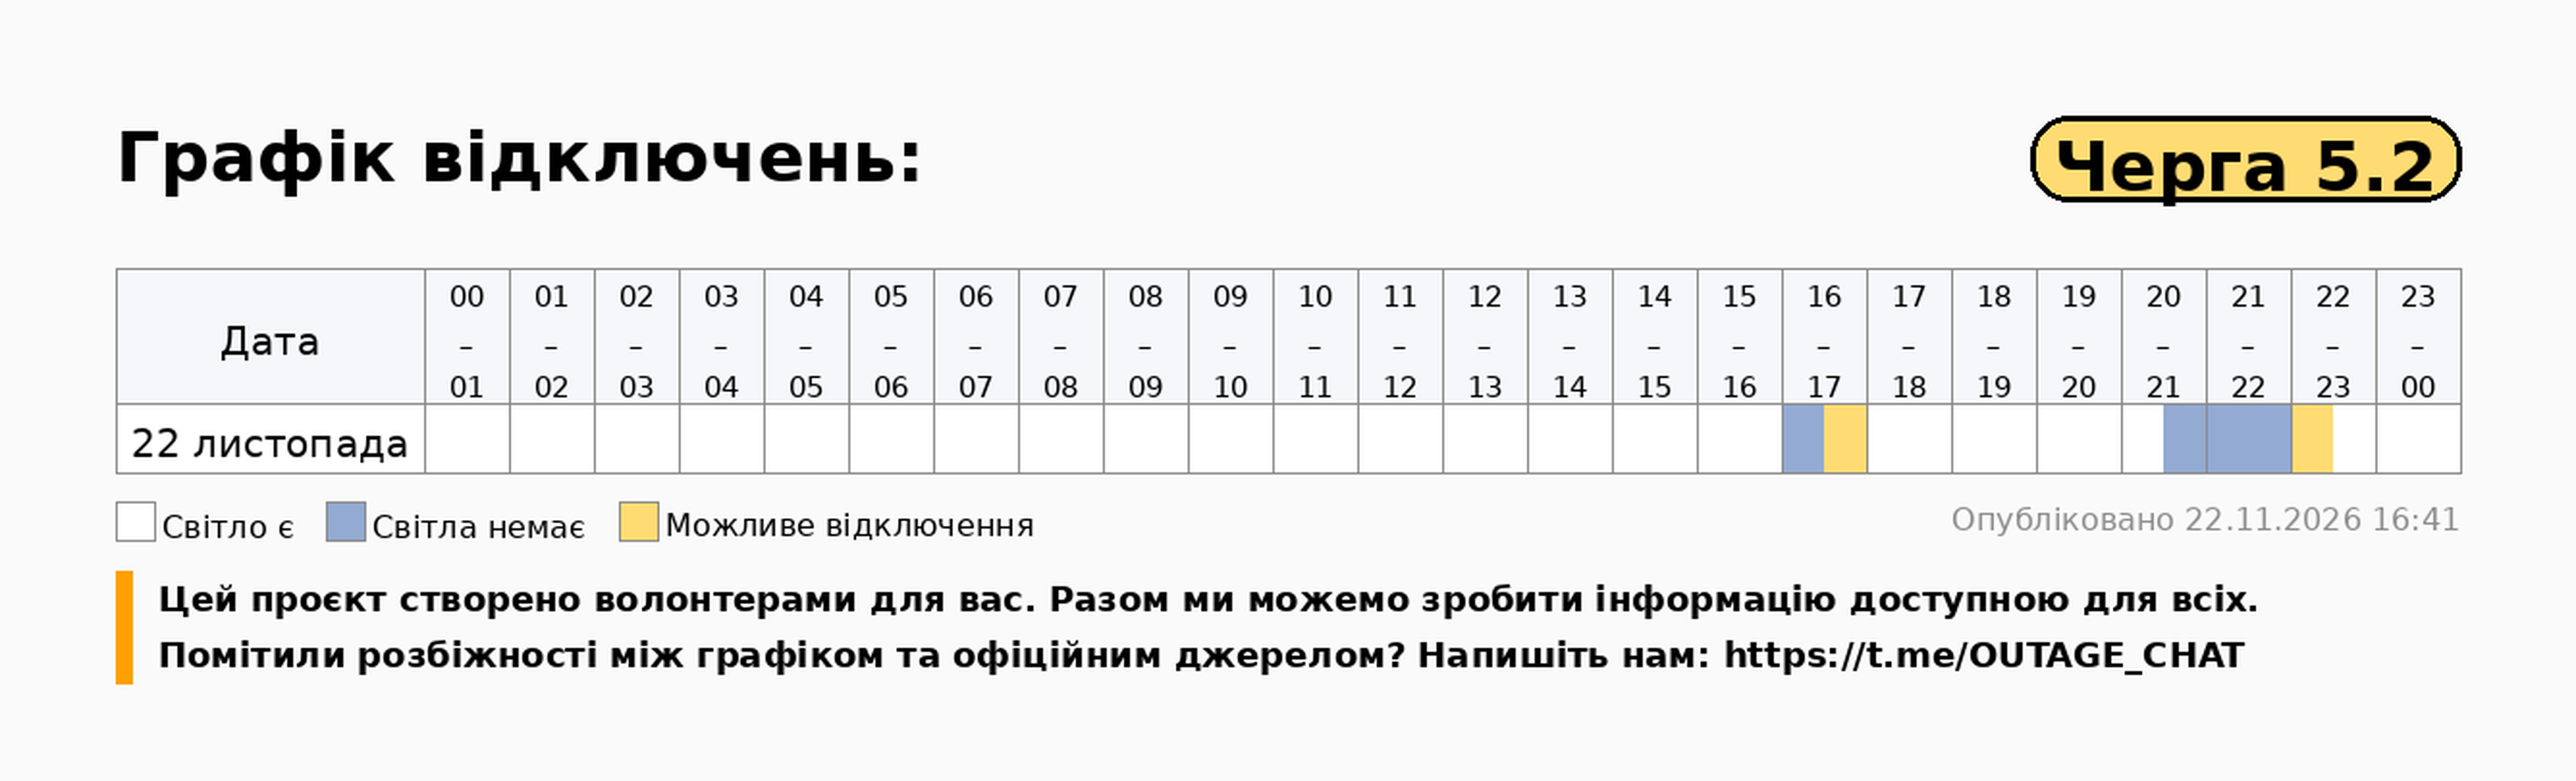 Графік відключень:
Черга 5.2
Дата 00 – 01 01 – 02 02 – 03 03 – 04 04 – 05 05 – 06 06 – 07 07 – 08 08 – 09 09 – 10 10 – 11 11 – 12 12 – 13 13 – 14 14 – 15 15 – 16 16 – 17 17 – 18 18 – 19 19 – 20 20 – 21 21 – 22 22 – 23 23 – 00
22 листопада
Світло є Світла немає Можливе відключення
Опубліковано 22.11.2026 16:41
Цей проєкт створено волонтерами для вас. Разом ми можемо зробити інформацію доступною для всіх.
Помітили розбіжності між графіком та офіційним джерелом? Напишіть нам: https://t.me/OUTAGE_CHAT